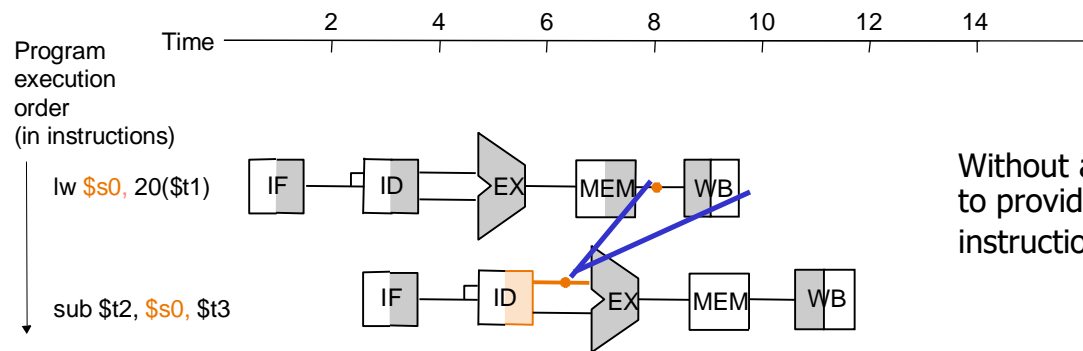 2 4 6 8 10 12 14
Time
Program
execution
order
(in instructions)
lw $s0, 20($t1)
IF ID EX MEM WB
Without a
to provid
instructio
sub $t2, $s0, $t3
IF ID EX MEM WB